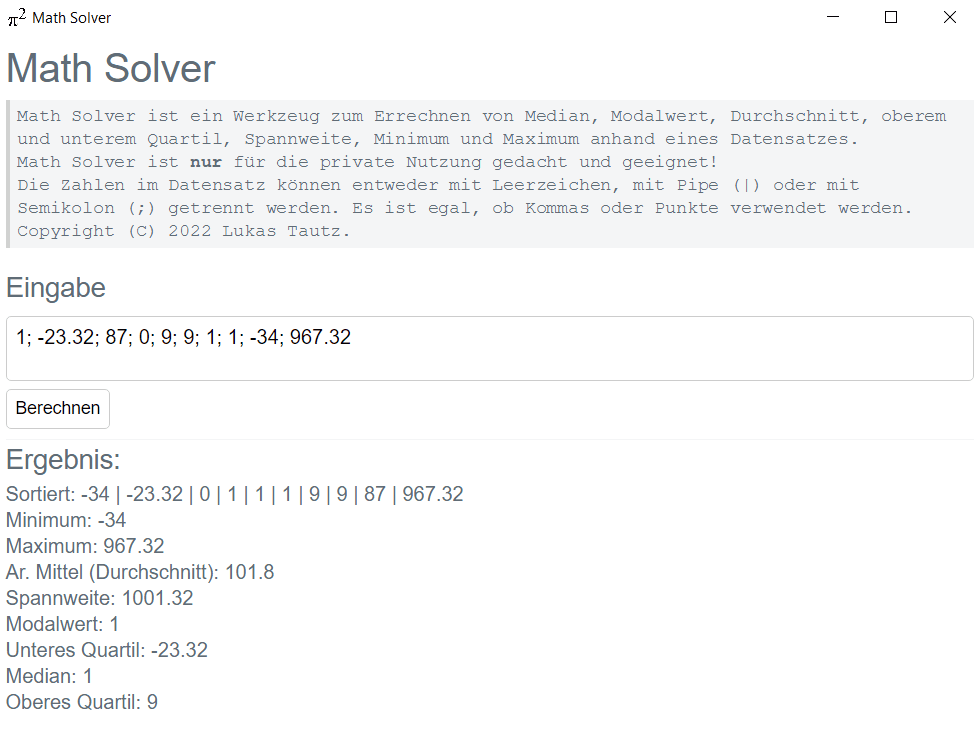 π² Math Solver
Math Solver
Math Solver ist ein Werkzeug zum Errechnen von Median, Modalwert, Durchschnitt, oberem
und unterem Quartil, Spannweite, Minimum und Maximum anhand eines Datensatzes.
Math Solver ist nur für die private Nutzung gedacht und geeignet!
Die Zahlen im Datensatz können entweder mit Leerzeichen, mit Pipe (|) oder mit
Semikolon (;) getrennt werden. Es ist egal, ob Kommas oder Punkte verwendet werden.
Copyright (C) 2022 Lukas Tautz.
Eingabe
1; -23.32; 87; 0; 9; 9; 1; 1; -34; 967.32
Berechnen
Ergebnis:
Sortiert: -34 | -23.32 | 0 | 1 | 1 | 1 | 9 | 9 | 87 | 967.32
Minimum: -34
Maximum: 967.32
Ar. Mittel (Durchschnitt): 101.8
Spannweite: 1001.32
Modalwert: 1
Unteres Quartil: -23.32
Median: 1
Oberes Quartil: 9